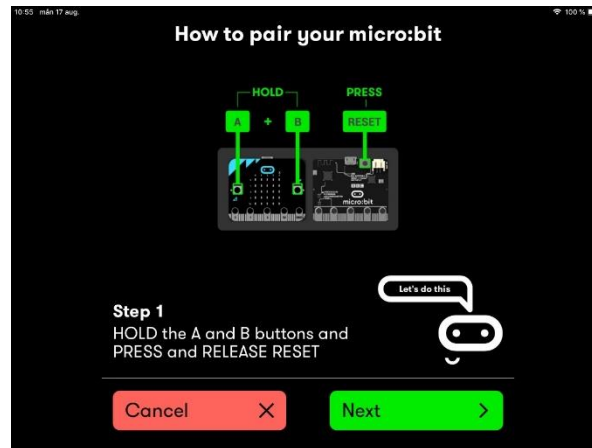 10:55 mån 17 aug.
100 %
How to pair your micro:bit
HOLD
PRESS
A + B
RESET
micro:bit
Let's do this
Step 1
HOLD the A and B buttons and
PRESS and RELEASE RESET
Cancel
Next